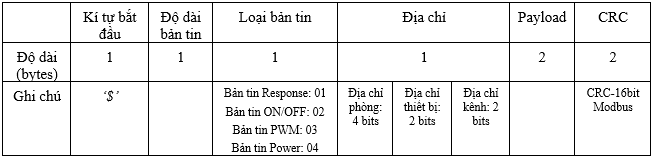 Kí tự bắt đầu
Độ dài bản tin
Loại bản tin
Địa chỉ
Payload
CRC
Độ dài (bytes)
1
1
1
1
2
2
Ghi chú
‘$’
Bản tin Response: 01
Bản tin ON/OFF: 02
Bản tin PWM: 03
Bản tin Power: 04
Địa chỉ phòng: 4 bits
Địa chỉ thiết bị: 2 bits
Địa chỉ kênh: 2 bits
CRC-16bit Modbus